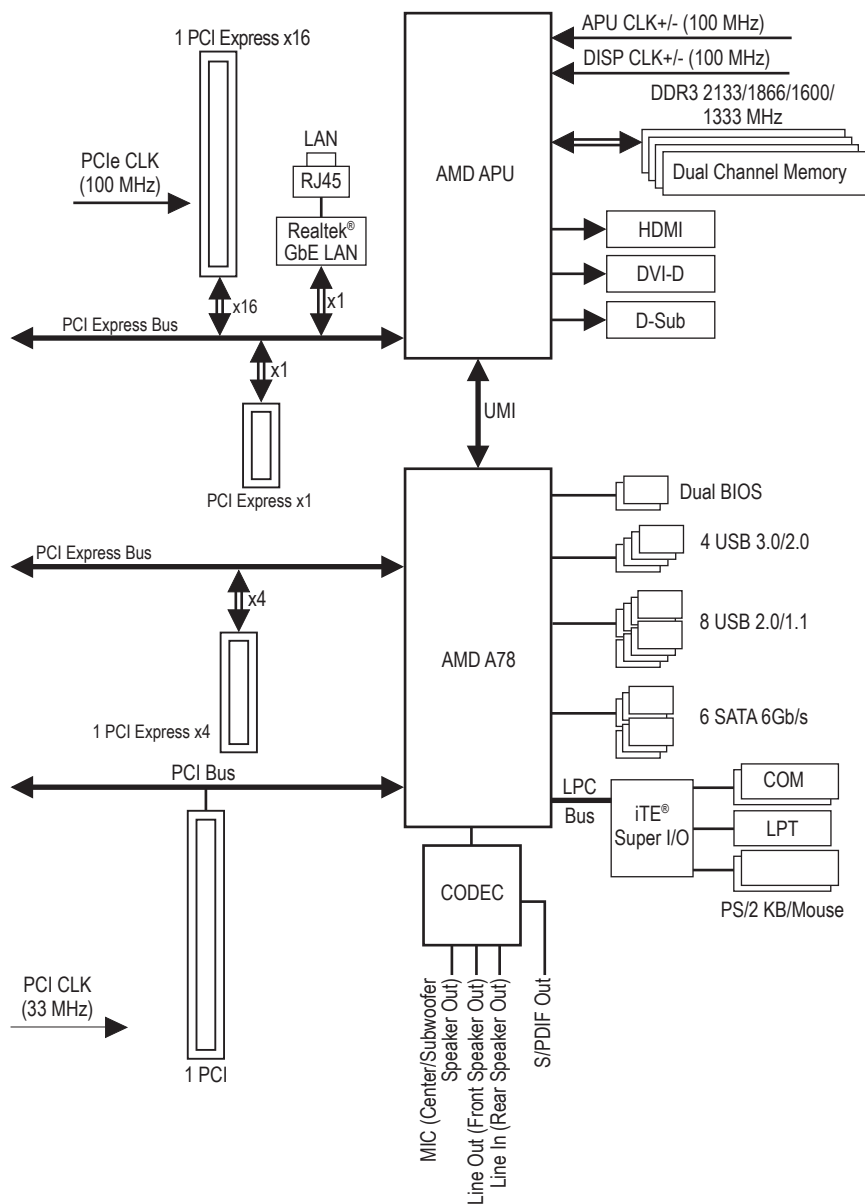 1 PCI Express x16
APU CLK+/- (100 MHz)
DISP CLK+/- (100 MHz)
DDR3 2133/1866/1600/
1333 MHz
Dual Channel Memory
PCIe CLK
(100 MHz)
LAN
RJ45
Realtek®
GbE LAN
AMD APU
HDMI
DVI-D
D-Sub
x16
x1
PCI Express Bus
x1
UMI
PCI Express x1
Dual BIOS
4 USB 3.0/2.0
PCI Express Bus
x4
8 USB 2.0/1.1
AMD A78
6 SATA 6Gb/s
1 PCI Express x4
PCI Bus
LPC
Bus
iTE®
Super I/O
COM
LPT
PS/2 KB/Mouse
CODEC
PCI CLK
(33 MHz)
1 PCI
MIC (Center/Subwoofer
Speaker Out)
Line Out (Front Speaker Out)
Line In (Rear Speaker Out)
S/PDIF Out